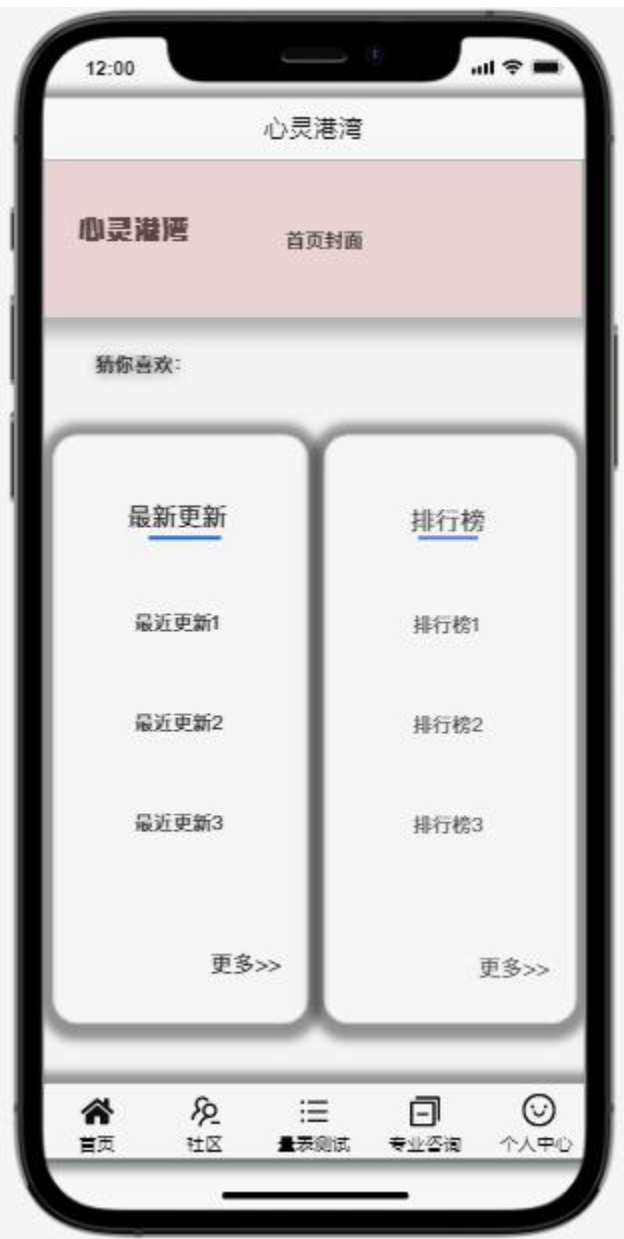 12:00
心灵港湾
心灵港湾
首页封面
猜你喜欢:
最新更新
最近更新1
最近更新2
最近更新3
更多>>
排行榜
排行榜1
排行榜2
排行榜3
更多>>
首页 社区 量表测试 专业咨询 个人中心